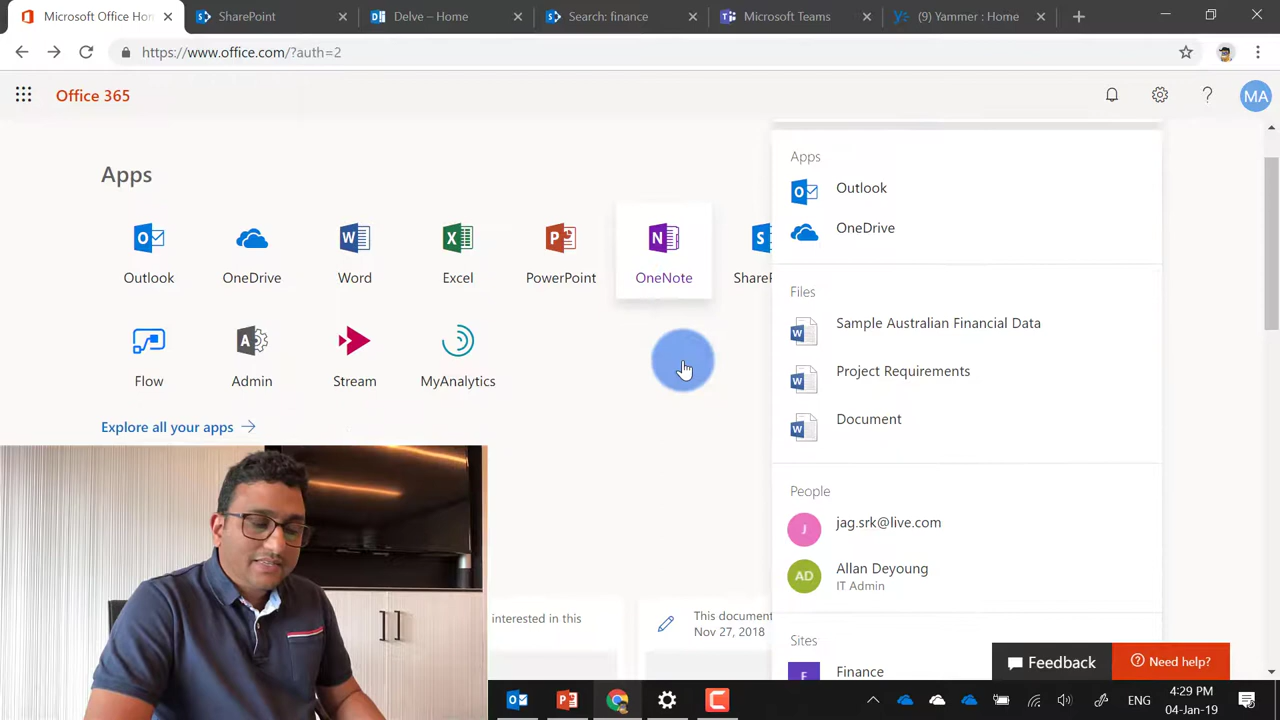 Microsoft Office Hor
SharePoint
Delve – Home
Search: finance
Microsoft Teams
(9) Yammer : Home
https://www.office.com/?auth=2
Office 365
MA
Apps
Outlook
OneDrive
Word
Excel
PowerPoint
OneNote
ShareP
Flow
Admin
Stream
MyAnalytics
Explore all your apps
Apps
Outlook
OneDrive
Files
Sample Australian Financial Data
Project Requirements
Document
People
J
jag.srk@live.com
AD
Allan Deyoung
IT Admin
Sites
F
Finance
interested in this
This document
Nov 27, 2018
Feedback
Need help?
ENG
4:29 PM
04-Jan-19